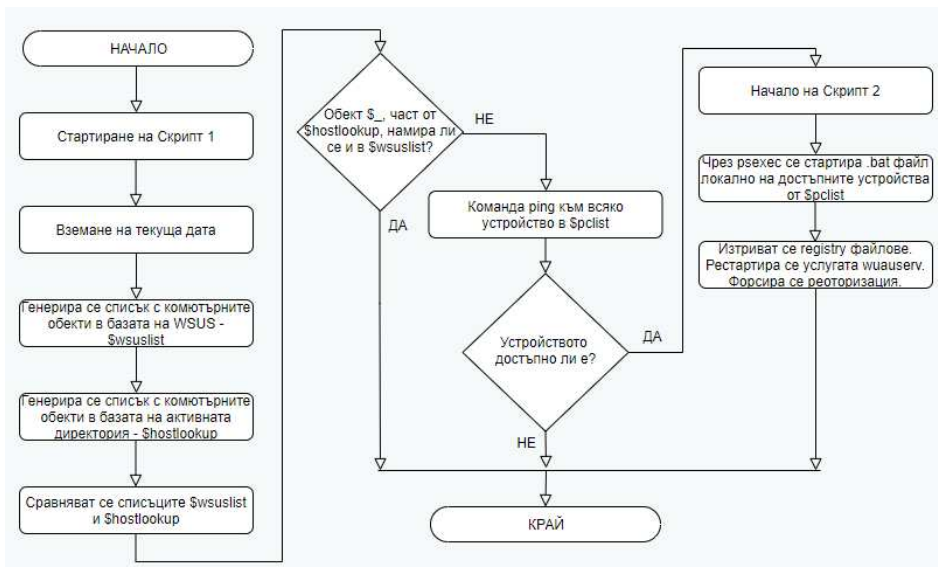 НАЧАЛО
Стартиране на Скрипт 1
Вземане на текуща дата
Генерира се списък с комютърните
обекти в базата на WSUS -
$wsuslist
Генерира се списък с комютърните
обекти в базата на активната
директория - $hostlookup
Сравняват се списъците $wsuslist
и $hostlookup
Обект $_, част от
$hostlookup, намира ли
се и в $wsuslist?
НЕ
ДА
Команда ping към всяко
устройство в $pclist
Устройството
достъпно ли е?
ДА
НЕ
Начало на Скрипт 2
Чрез psexec се стартира .bat файл
локално на достъпните устройства
от $pclist
Изтриват се registry файлове.
Рестартира се услугата wuauserv.
Форсира се реоторизация.
КРАЙ